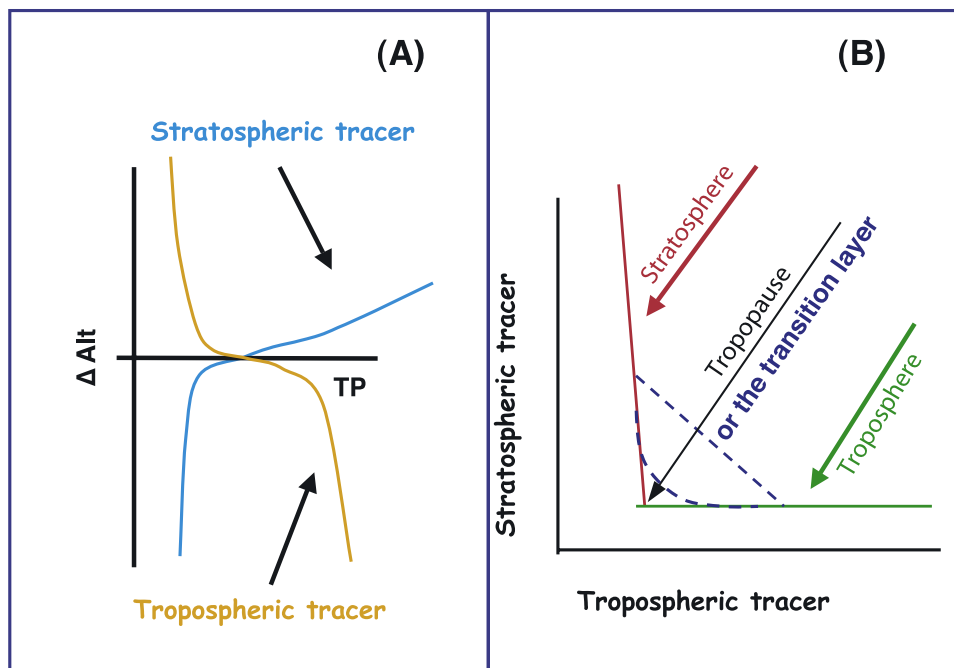 (A)
Stratospheric tracer
Δ Alt
TP
Tropospheric tracer
(B)
Stratosphere
Tropopause
or the transition layer
Troposphere
Stratospheric tracer
Tropospheric tracer